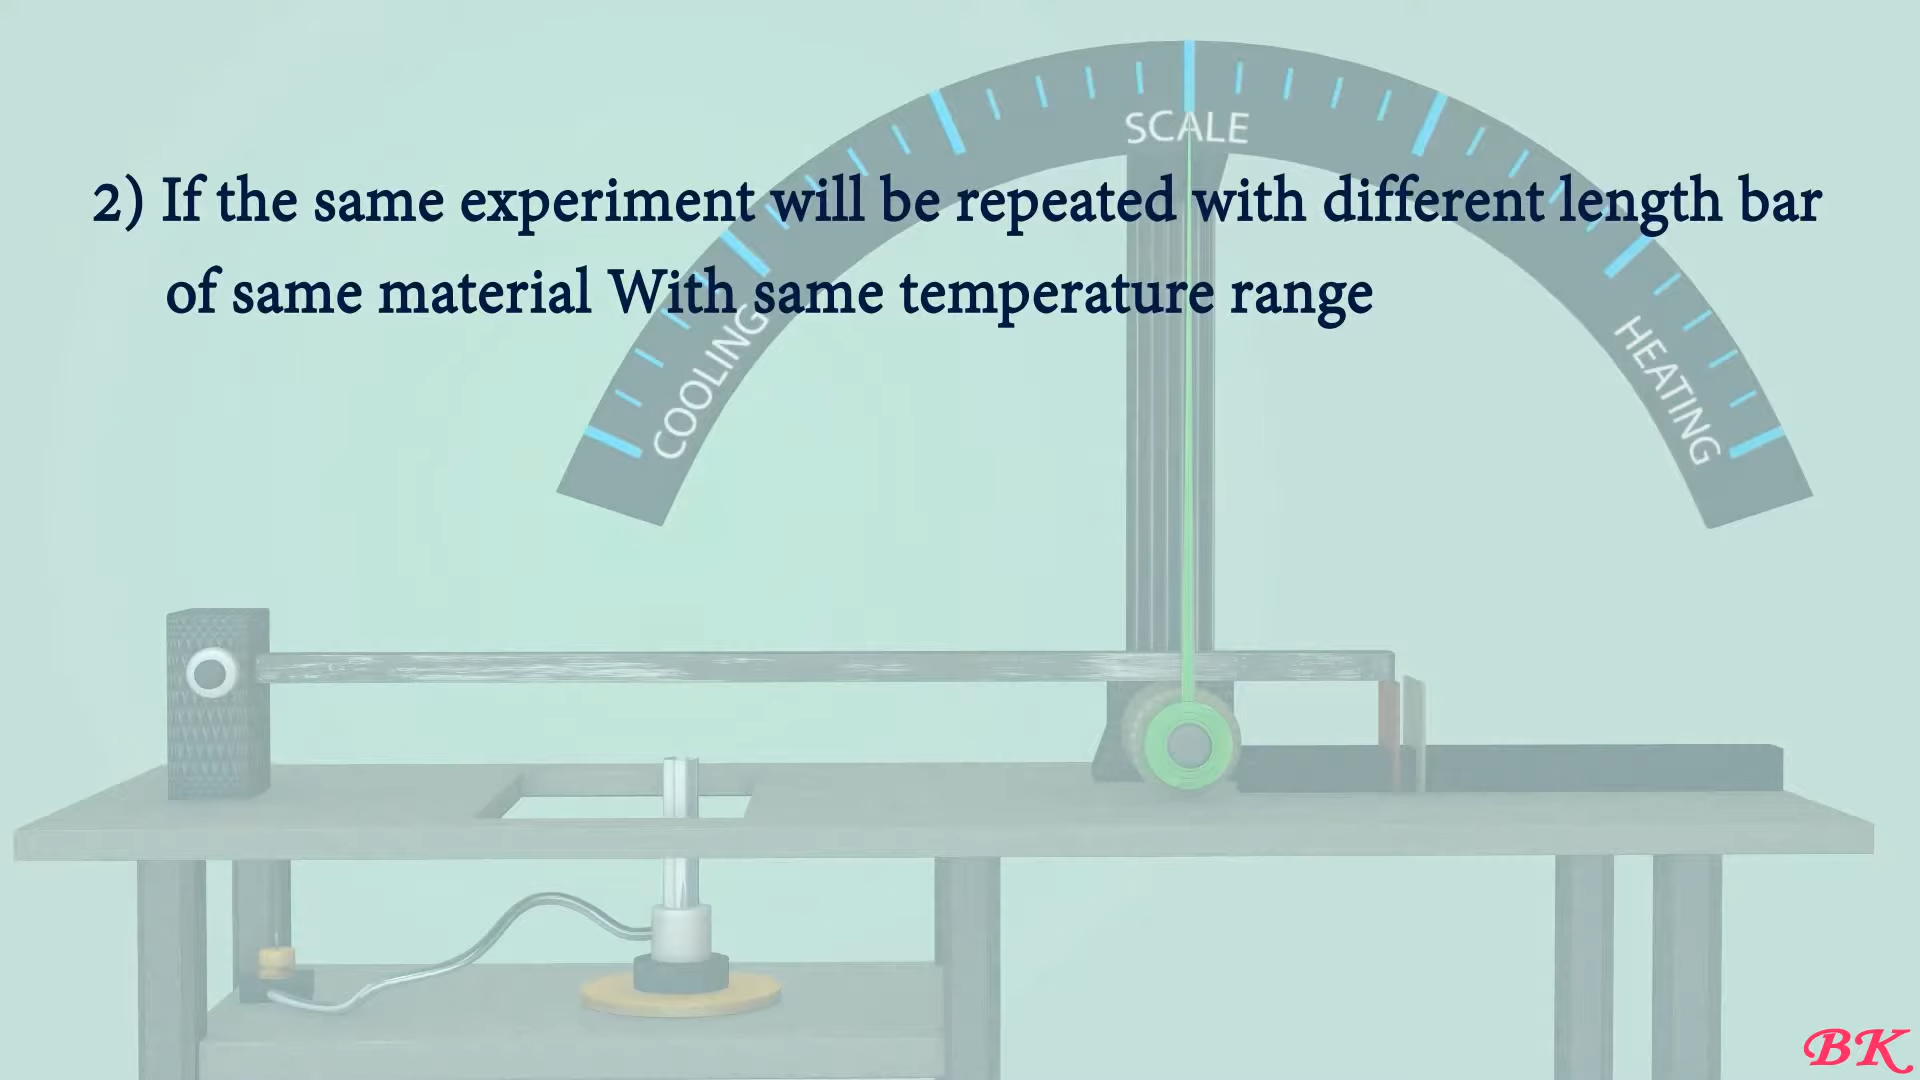 SCALE
2) If the same experiment will be repeated with different length bar
of same material With same temperature range
COOLING
HEATING
BK